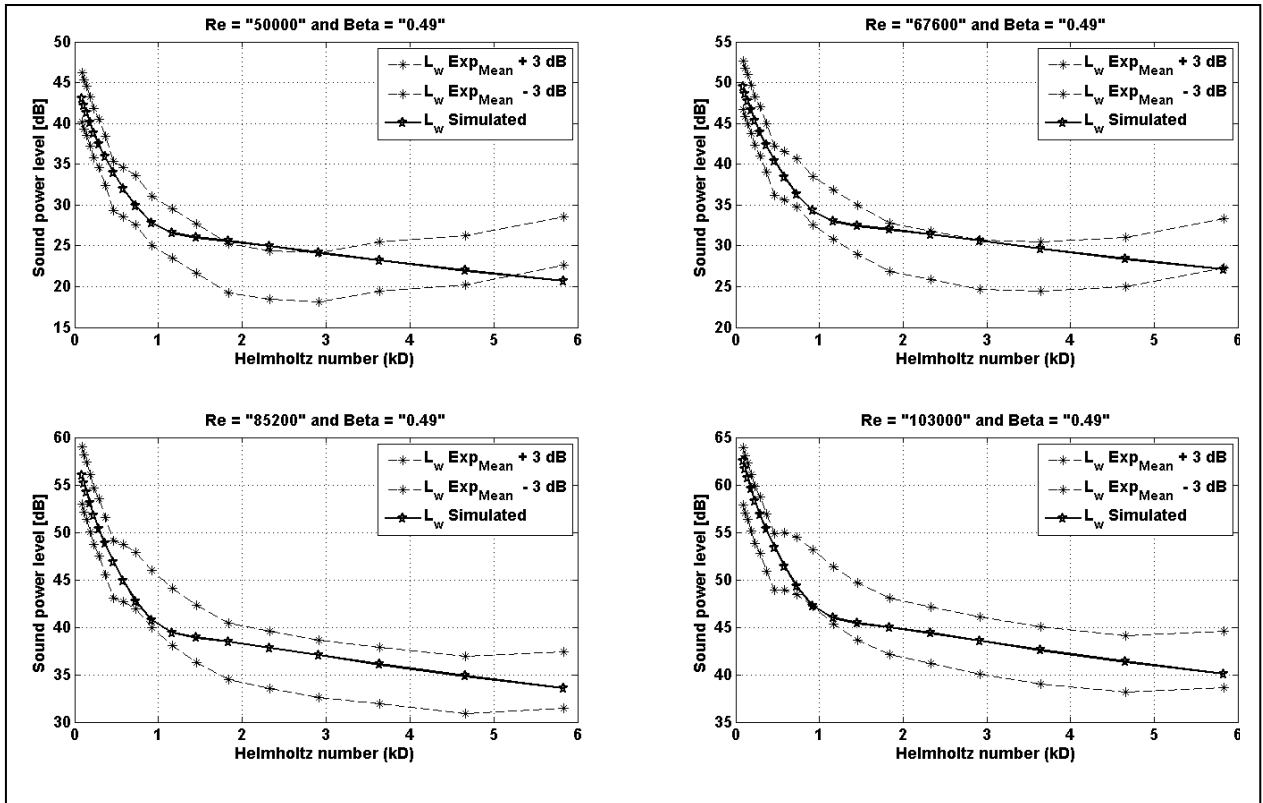 Re = "50000" and Beta = "0.49"
Sound power level [dB]
50
45
40
35
30
25
20
15
L_w Exp_Mean + 3 dB
L_w Exp_Mean - 3 dB
L_w Simulated
0 1 2 3 4 5 6
Helmholtz number (kD)
Re = "67600" and Beta = "0.49"
Sound power level [dB]
55
50
45
40
35
30
25
20
L_w Exp_Mean + 3 dB
L_w Exp_Mean - 3 dB
L_w Simulated
0 1 2 3 4 5 6
Helmholtz number (kD)
Re = "85200" and Beta = "0.49"
Sound power level [dB]
60
55
50
45
40
35
30
L_w Exp_Mean + 3 dB
L_w Exp_Mean - 3 dB
L_w Simulated
0 1 2 3 4 5 6
Helmholtz number (kD)
Re = "103000" and Beta = "0.49"
Sound power level [dB]
65
60
55
50
45
40
35
L_w Exp_Mean + 3 dB
L_w Exp_Mean - 3 dB
L_w Simulated
0 1 2 3 4 5 6
Helmholtz number (kD)